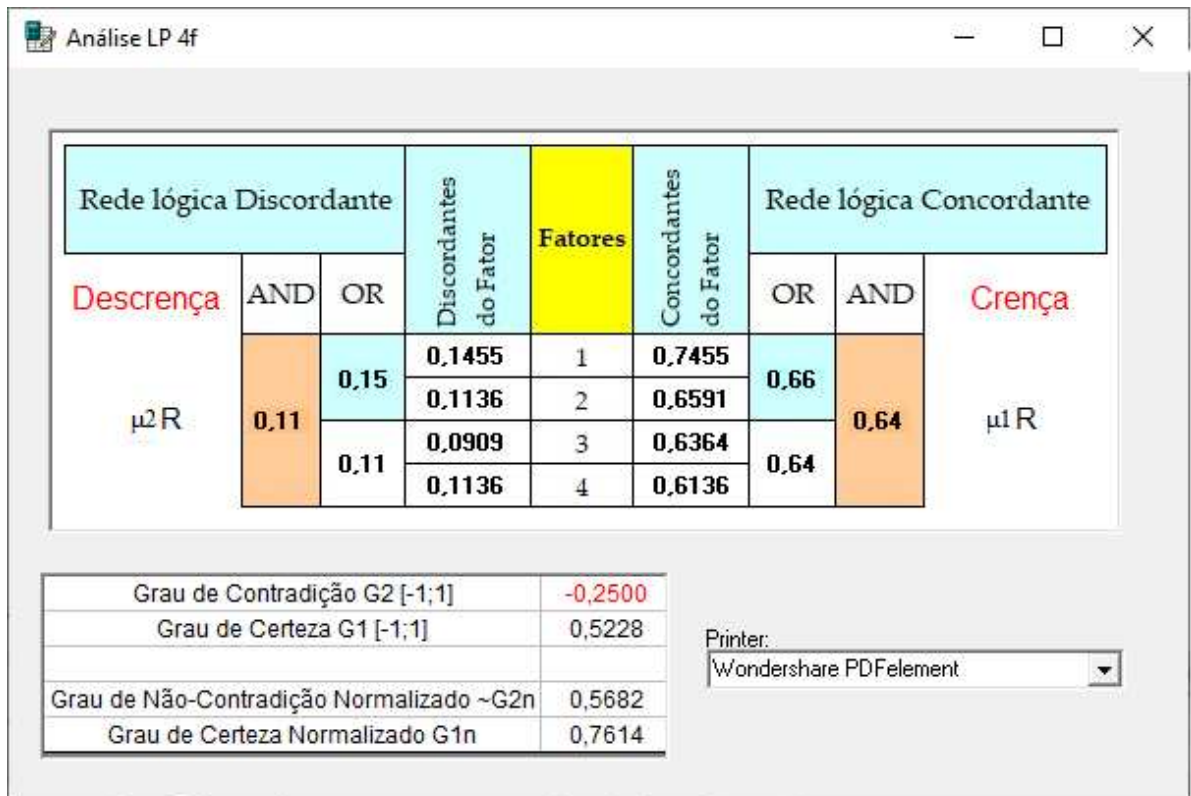 Análise LP 4f
Rede lógica Discordante
Discordantes
do Fator
Fatores
Concordantes
do Fator
Rede lógica Concordante
Descrença AND OR
OR AND Crença
0,1455 1 0,7455
0,15 0,66
0,1136 2 0,6591
μ2 R 0,11 0,64 μ1 R
0,0909 3 0,6364
0,11 0,64
0,1136 4 0,6136
Grau de Contradição G2 [-1;1] -0,2500
Grau de Certeza G1 [-1;1] 0,5228
Printer:
Wondershare PDFelement
Grau de Não-Contradição Normalizado ~G2n 0,5682
Grau de Certeza Normalizado G1n 0,7614